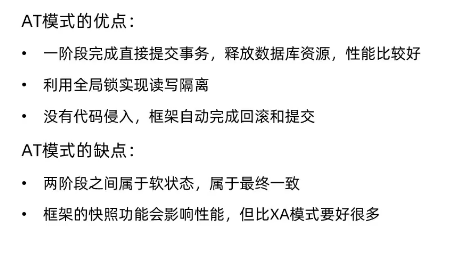 AT模式的优点：
• 一阶段完成直接提交事务，释放数据库资源，性能比较好
• 利用全局锁实现读写隔离
• 没有代码侵入，框架自动完成回滚和提交
AT模式的缺点：
• 两阶段之间属于软状态，属于最终一致
• 框架的快照功能会影响性能，但比XA模式要好很多